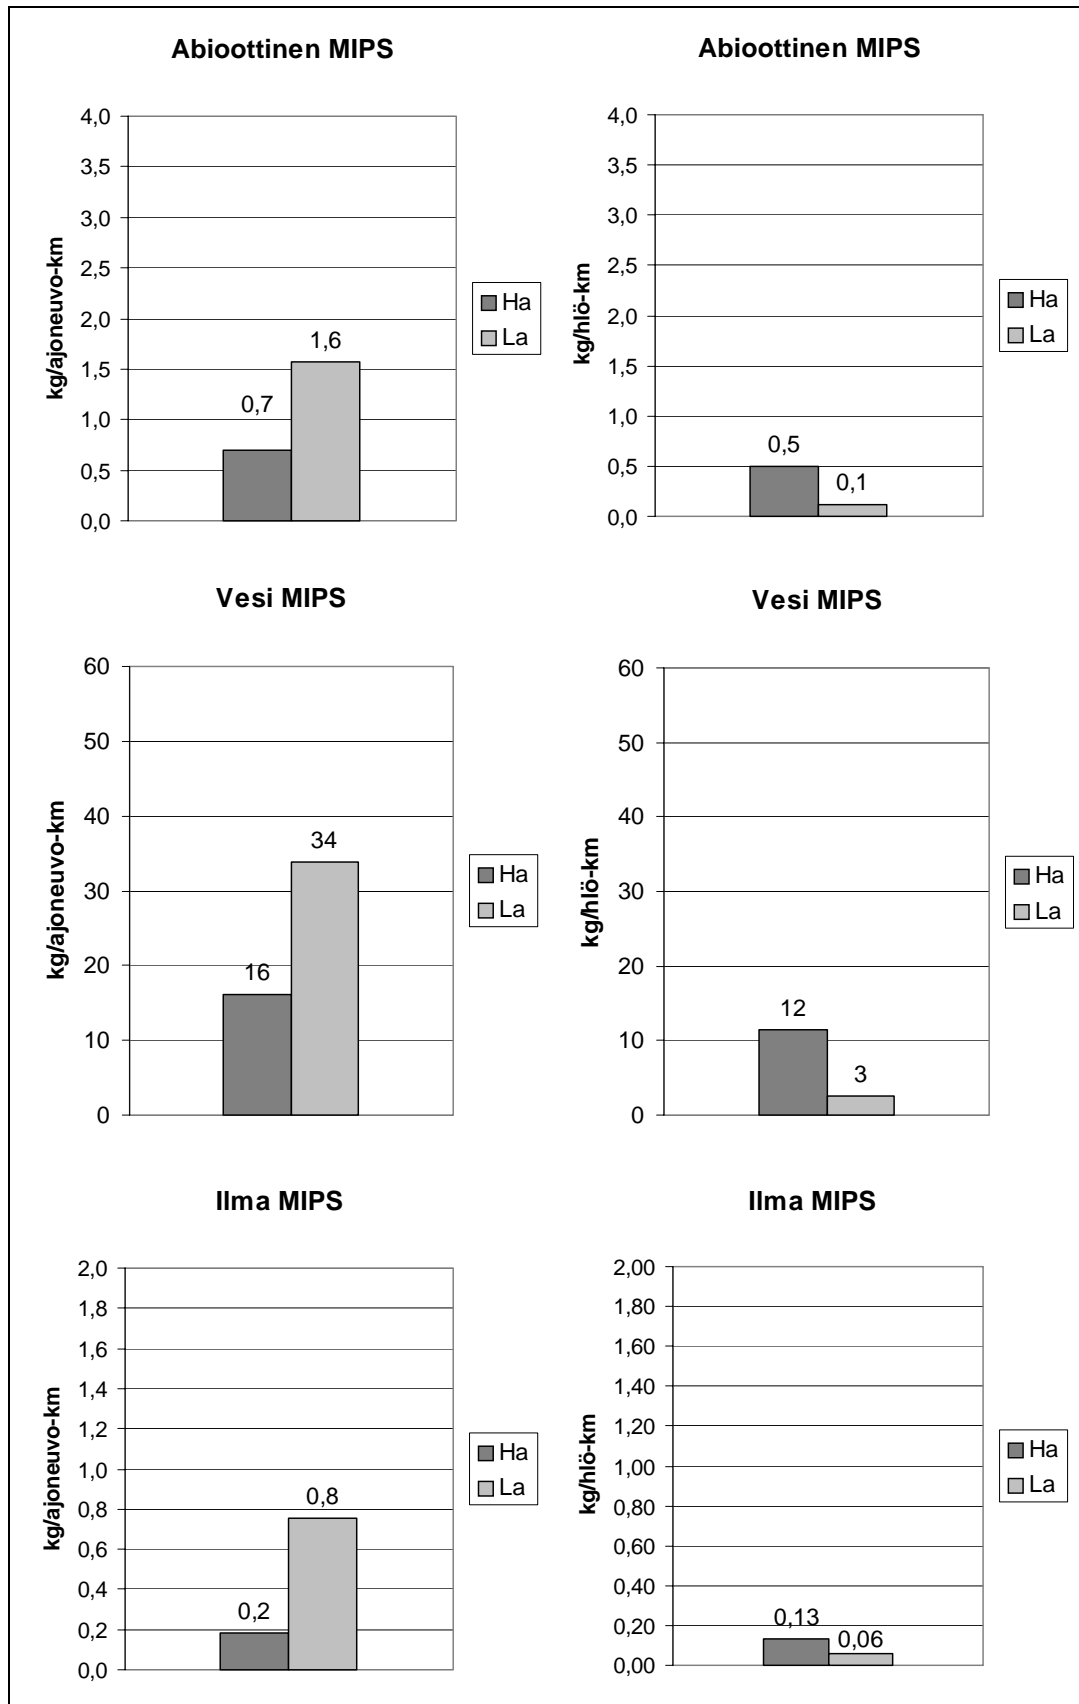 Abioottinen MIPS
kg/ajoneuvo-km
4,0
3,5
3,0
2,5
2,0
1,5
1,0
0,5
0,0
0,7
1,6
Ha
La
Abioottinen MIPS
kg/hlö-km
4,0
3,5
3,0
2,5
2,0
1,5
1,0
0,5
0,0
0,5
0,1
Ha
La
Vesi MIPS
kg/ajoneuvo-km
60
50
40
30
20
10
0
16
34
Ha
La
Vesi MIPS
kg/hlö-km
60
50
40
30
20
10
0
12
3
Ha
La
Ilma MIPS
kg/ajoneuvo-km
2,0
1,8
1,6
1,4
1,2
1,0
0,8
0,6
0,4
0,2
0,0
0,2
0,8
Ha
La
Ilma MIPS
kg/hlö-km
2,00
1,80
1,60
1,40
1,20
1,00
0,80
0,60
0,40
0,20
0,00
0,13
0,06
Ha
La